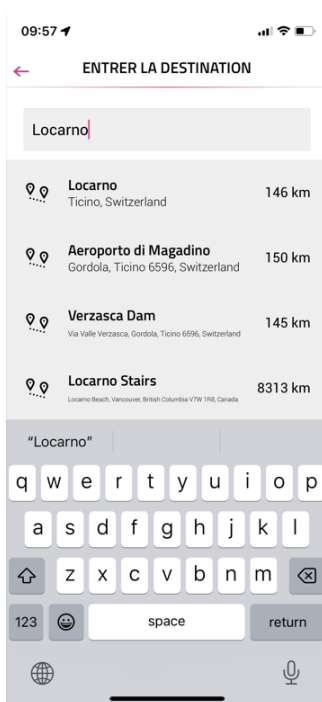 09:57
ENTRER LA DESTINATION
Locarno
Locarno
Ticino, Switzerland
146 km
Aeroporto di Magadino
Gordola, Ticino 6596, Switzerland
150 km
Verzasca Dam
Via Valle Verzasca, Gordola, Ticino 6596, Switzerland
145 km
Locarno Stairs
Locarno Beach, Vancouver, British Columbia V7W 1R8, Canada
8313 km
“Locarno”
q w e r t y u i o p
a s d f g h j k l
z x c v b n m
123 space return